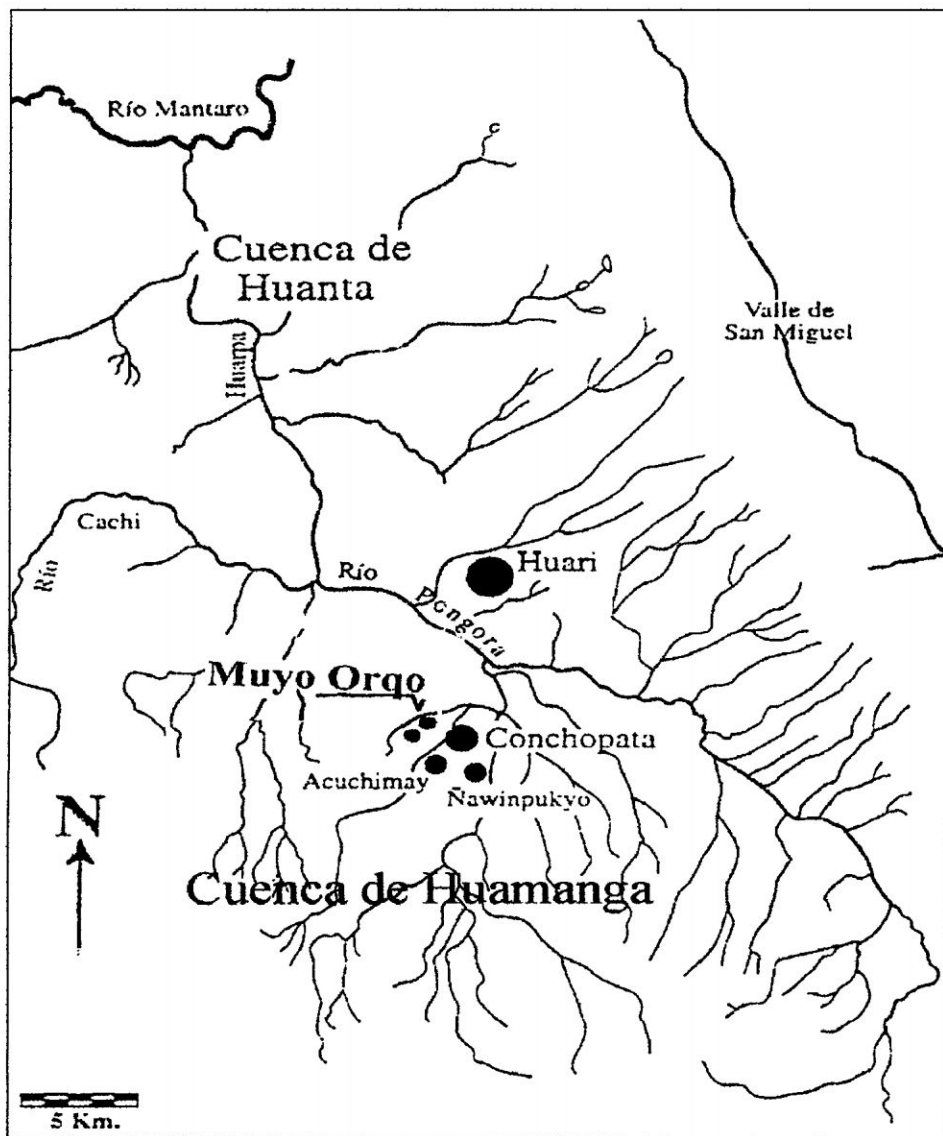 Río Mantaro
Cuenca de
Huanta
Valle de
San Miguel
Huarpa
Cachi
Río
Río
Pongora
Huari
Muyo Orqo
Conchopata
Acuchimay
Ñawinpukyo
N
Cuenca de Huamanga
5 Km.